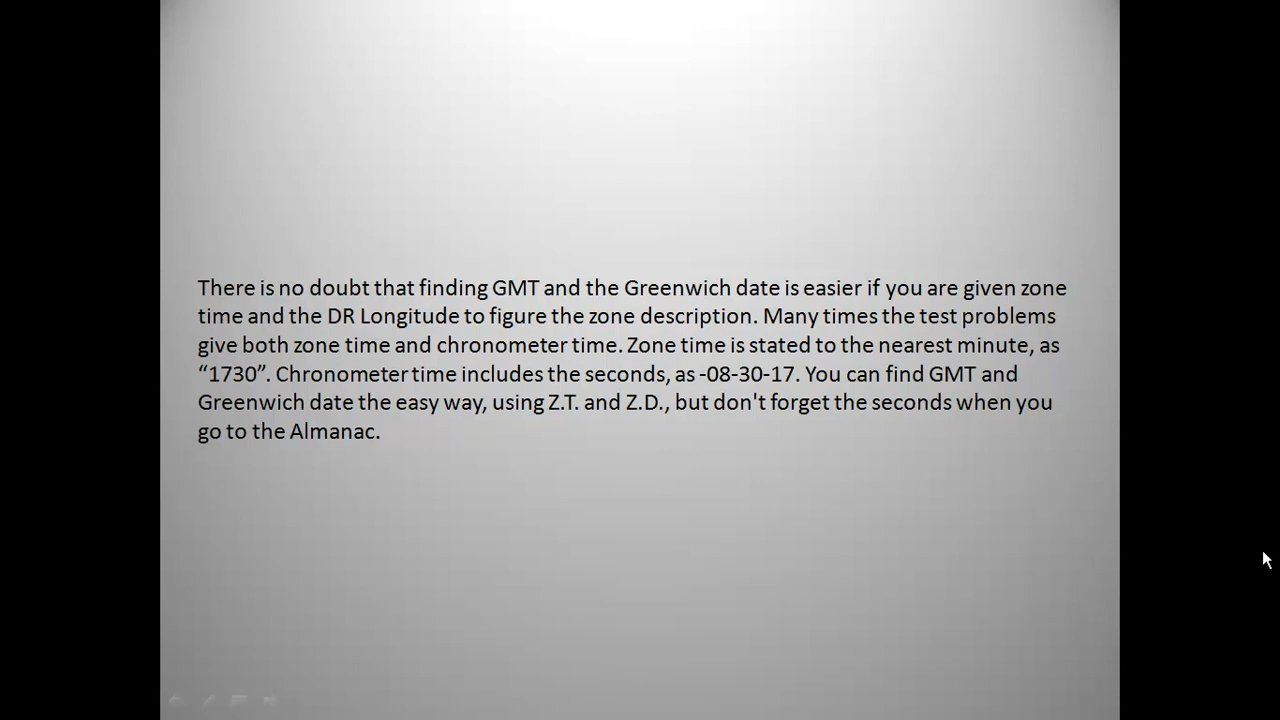 There is no doubt that finding GMT and the Greenwich date is easier if you are given zone
time and the DR Longitude to figure the zone description. Many times the test problems
give both zone time and chronometer time. Zone time is stated to the nearest minute, as
“1730”. Chronometer time includes the seconds, as -08-30-17. You can find GMT and
Greenwich date the easy way, using Z.T. and Z.D., but don't forget the seconds when you
go to the Almanac.